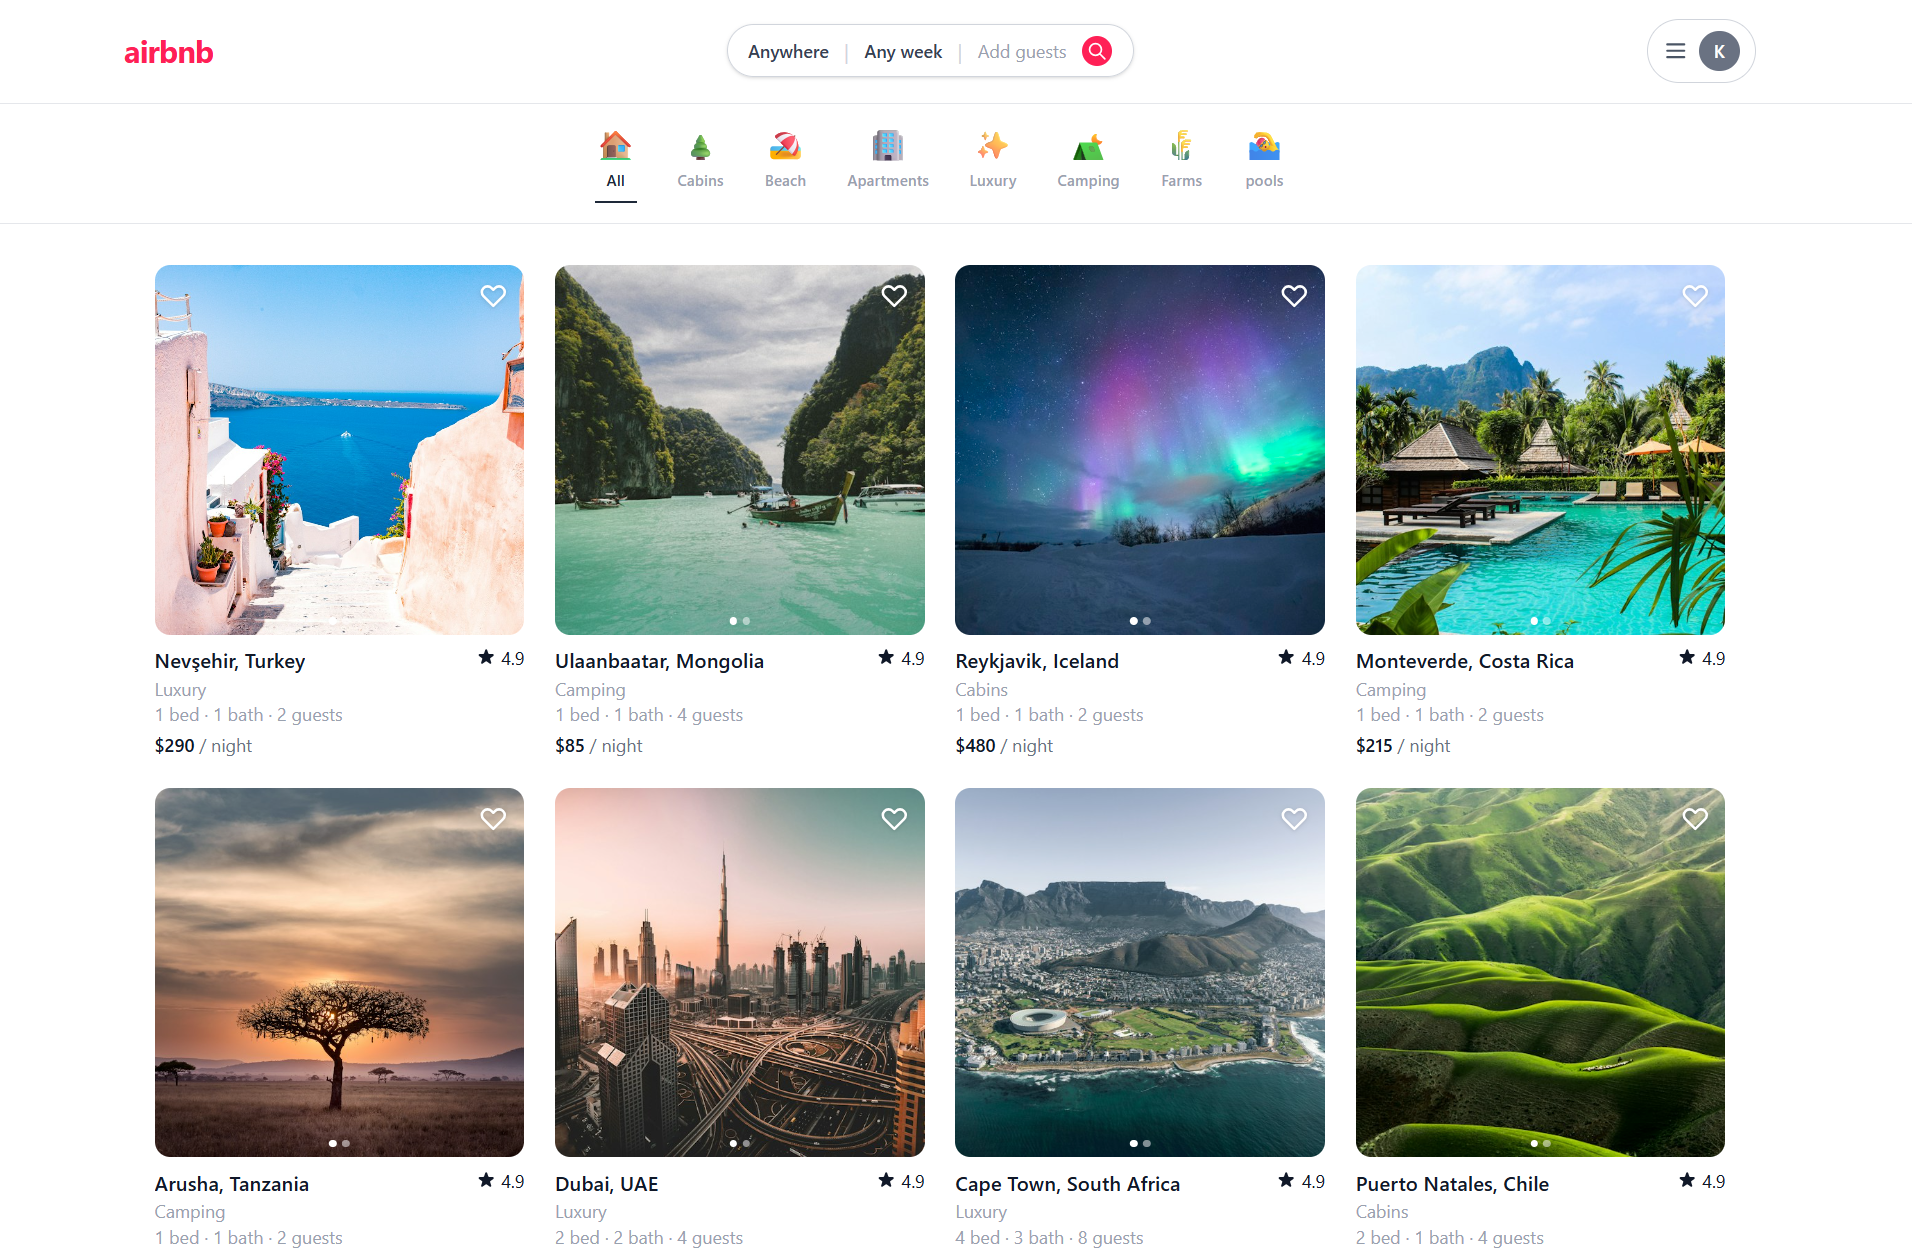 airbnb
Anywhere | Any week | Add guests
K
All
Cabins
Beach
Apartments
Luxury
Camping
Farms
pools
Nevşehir, Turkey
★ 4.9
Luxury
1 bed · 1 bath · 2 guests
$290 / night
Ulaanbaatar, Mongolia
★ 4.9
Camping
1 bed · 1 bath · 4 guests
$85 / night
Reykjavik, Iceland
★ 4.9
Cabins
1 bed · 1 bath · 2 guests
$480 / night
Monteverde, Costa Rica
★ 4.9
Camping
1 bed · 1 bath · 2 guests
$215 / night
Arusha, Tanzania
★ 4.9
Camping
1 bed · 1 bath · 2 guests
Dubai, UAE
★ 4.9
Luxury
2 bed · 2 bath · 4 guests
Cape Town, South Africa
★ 4.9
Luxury
4 bed · 3 bath · 8 guests
Puerto Natales, Chile
★ 4.9
Cabins
2 bed · 1 bath · 4 guests